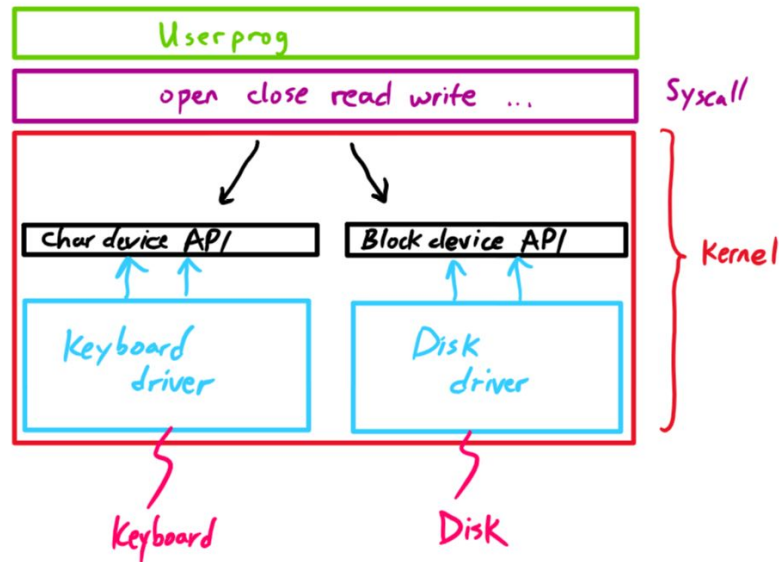 Userprog
open close read write ...
Syscall
Char device API
Block device API
Kernel
Keyboard
driver
Disk
driver
Keyboard
Disk